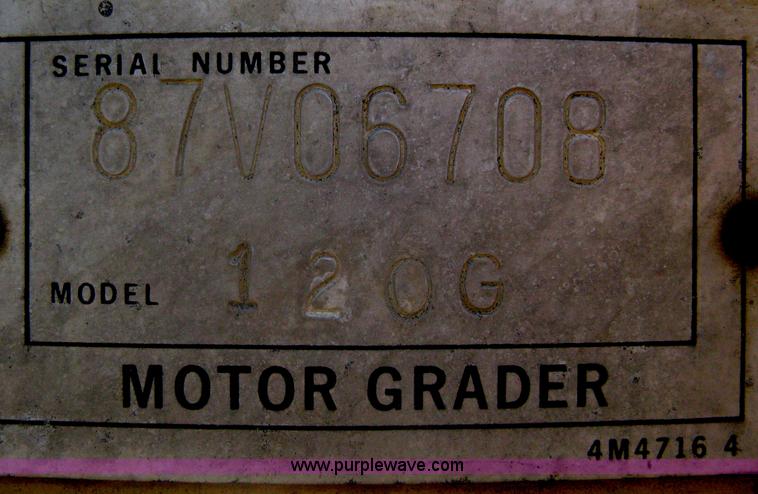 SERIAL NUMBER
87V06708
MODEL 120G
MOTOR GRADER
4M4716 4
www.purplewave.com